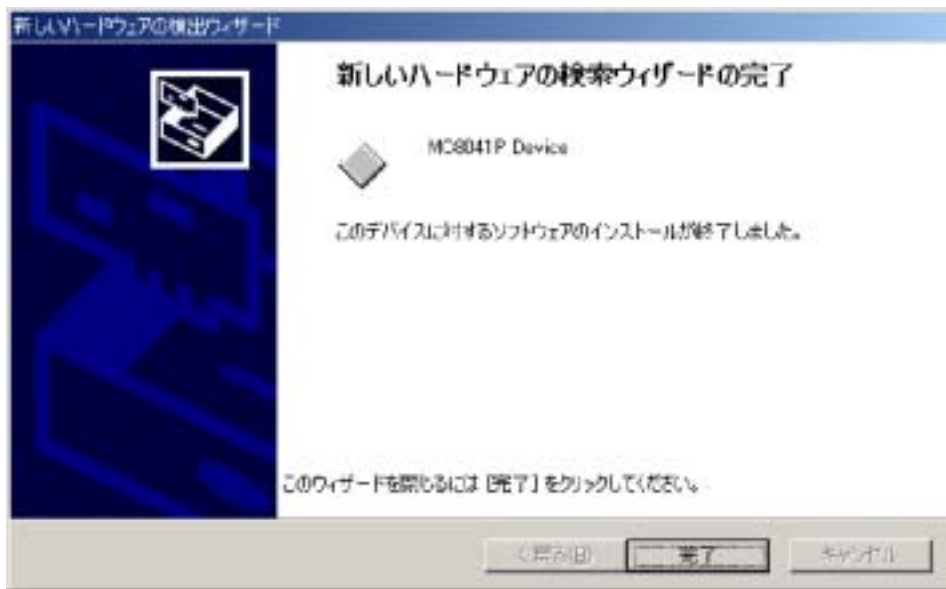 新しいハードウェアの検出ウィザード
新しいハードウェアの検索ウィザードの完了
MC8041P Device
このデバイスに対するソフトウェアのインストールが終了しました。
このウィザードを閉じるには [完了] をクリックしてください。
< 戻る(B)
完了
キャンセル